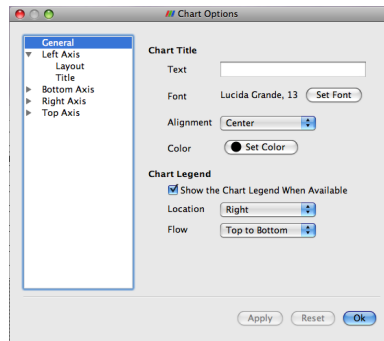 Chart Options
General
Left Axis
Layout
Title
Bottom Axis
Right Axis
Top Axis
Chart Title
Text
Font Lucida Grande, 13 Set Font
Alignment Center
Color Set Color
Chart Legend
Show the Chart Legend When Available
Location Right
Flow Top to Bottom
Apply Reset Ok